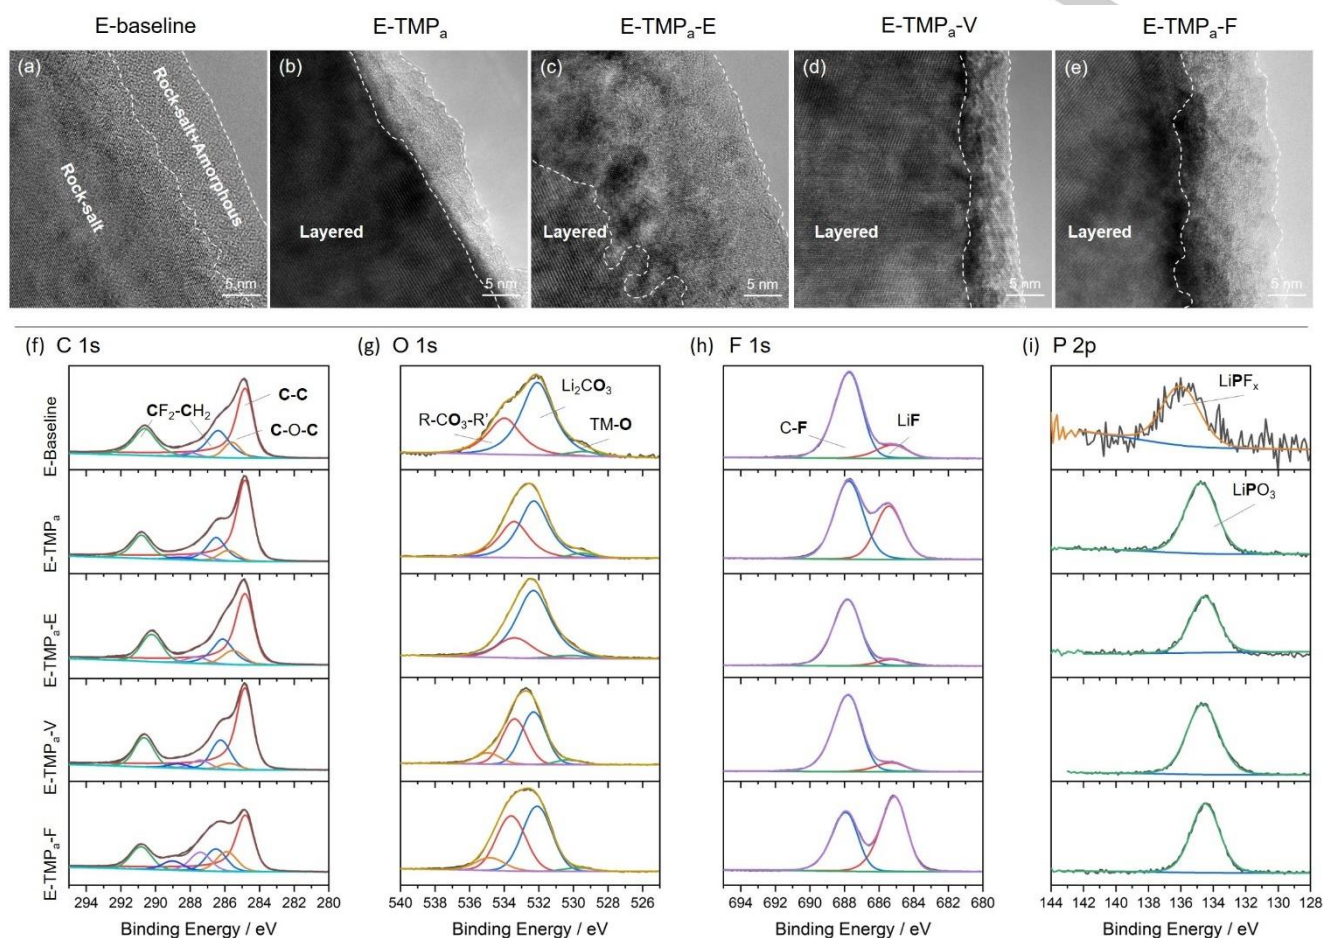 E-baseline E-TMPa E-TMPa-E E-TMPa-V E-TMPa-F
(a) (b) (c) (d) (e)
Rock-salt
Rock-salt+Amorphous
Layered Layered Layered Layered
5 nm 5 nm 5 nm 5 nm 5 nm
(f) C 1s (g) O 1s (h) F 1s (i) P 2p
E-Baseline
CF2-CH2
C-C
C-O-C
R-CO3-R'
Li2CO3
TM-O
C-F
LiF
LiPFx
E-TMPa
LiPO3
E-TMPa-E
E-TMPa-V
E-TMPa-F
294 292 290 288 286 284 282 280
540 538 536 534 532 530 528 526
694 692 690 688 686 684 682 680
144 142 140 138 136 134 132 130 128
Binding Energy / eV Binding Energy / eV Binding Energy / eV Binding Energy / eV